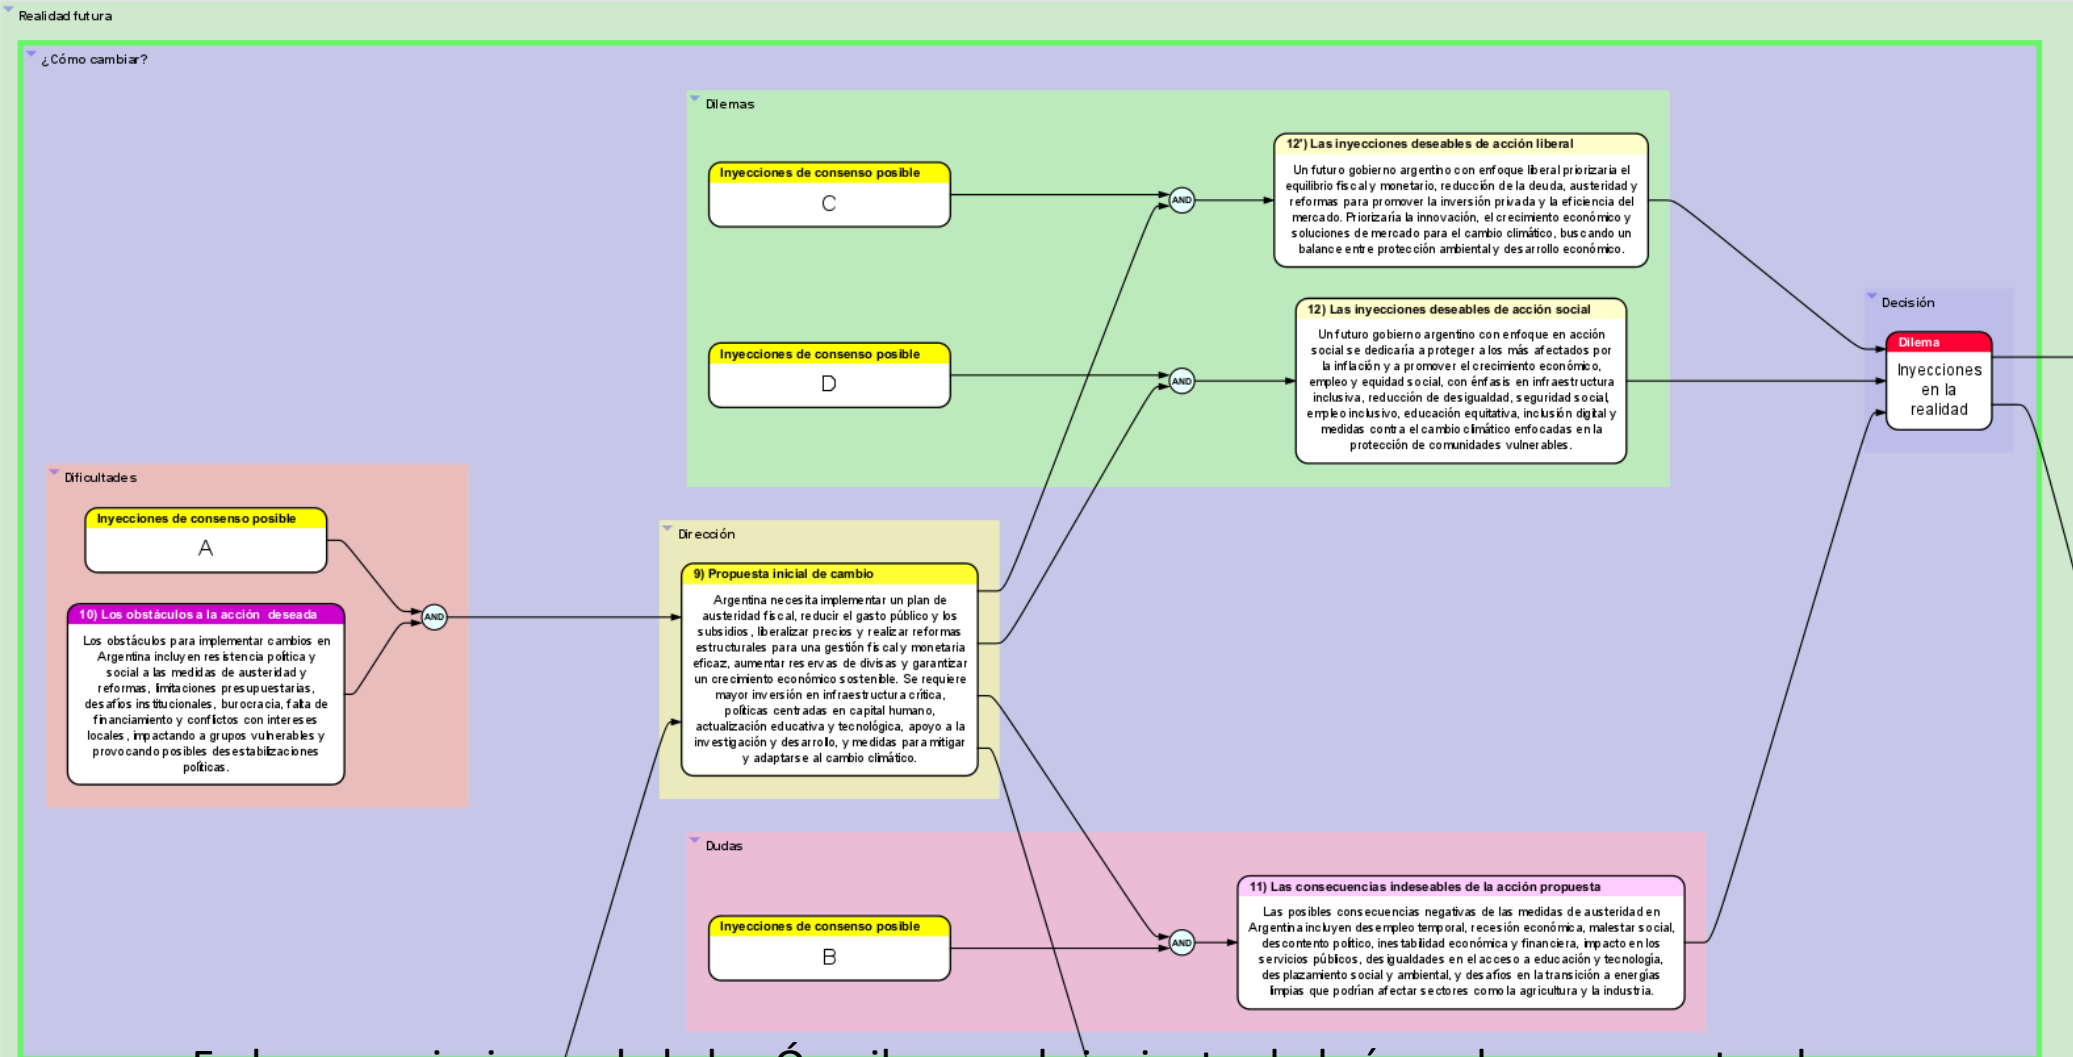 Realidad futura
¿Cómo cambiar?
Dilemas
Inyecciones de consenso posible
C
AND
12') Las inyecciones deseables de acción liberal
Un futuro gobierno argentino con enfoque liberal priorizaria el
equilibrio fiscal y monetario, reducción de la deuda, austeridad y
reformas para promover la inversión privada y la eficiencia del
mercado. Priorizaría la innovación, el crecimiento económico y
soluciones de mercado para el cambio climático, buscando un
balance entre protección ambiental y desarrollo económico.
Inyecciones de consenso posible
D
AND
12) Las inyecciones deseables de acción social
Un futuro gobierno argentino con enfoque en acción
social se dedicaría a proteger a los más afectados por
la inflación y a promover el crecimiento económico,
empleo y equidad social, con énfasis en infraestructura
inclusiva, reducción de desigualdad, seguridad social,
empleo inclusivo, educación equitativa, inclusión digital y
medidas contra el cambio climático enfocadas en la
protección de comunidades vulnerables.
Decisión
Dilema
Inyecciones
en la
realidad
Dificultades
Inyecciones de consenso posible
A
10) Los obstáculos a la acción deseada
Los obstáculos para implementar cambios en
Argentina incluyen resistencia política y
social a las medidas de austeridad y
reformas, limitaciones presupuestarias,
desafíos institucionales, burocracia, falta de
financiamiento y conflictos con intereses
locales, impactando a grupos vulnerables y
provocando posibles desestabilizaciones
políticas.
AND
Dirección
9) Propuesta inicial de cambio
Argentina necesita implementar un plan de
austeridad fiscal, reducir el gasto público y los
subsidios, liberalizar precios y realizar reformas
estructurales para una gestión fiscal y monetaria
eficaz, aumentar reservas de divisas y garantizar
un crecimiento económico sostenible. Se requiere
mayor inversión en infraestructura crítica,
políticas centradas en capital humano,
actualización educativa y tecnológica, apoyo a la
investigación y desarrollo, y medidas para mitigar
y adaptarse al cambio climático.
Dudas
Inyecciones de consenso posible
B
AND
11) Las consecuencias indeseables de la acción propuesta
Las posibles consecuencias negativas de las medidas de austeridad en
Argentina incluyen desempleo temporal, recesión económica, malestar social,
descontento político, inestabilidad económica y financiera, impacto en los
servicios públicos, desigualdades en el acceso a educación y tecnología,
desplazamiento social y ambiental, y desafíos en la transición a energías
limpias que podrían afectar sectores como la agricultura y la industria.